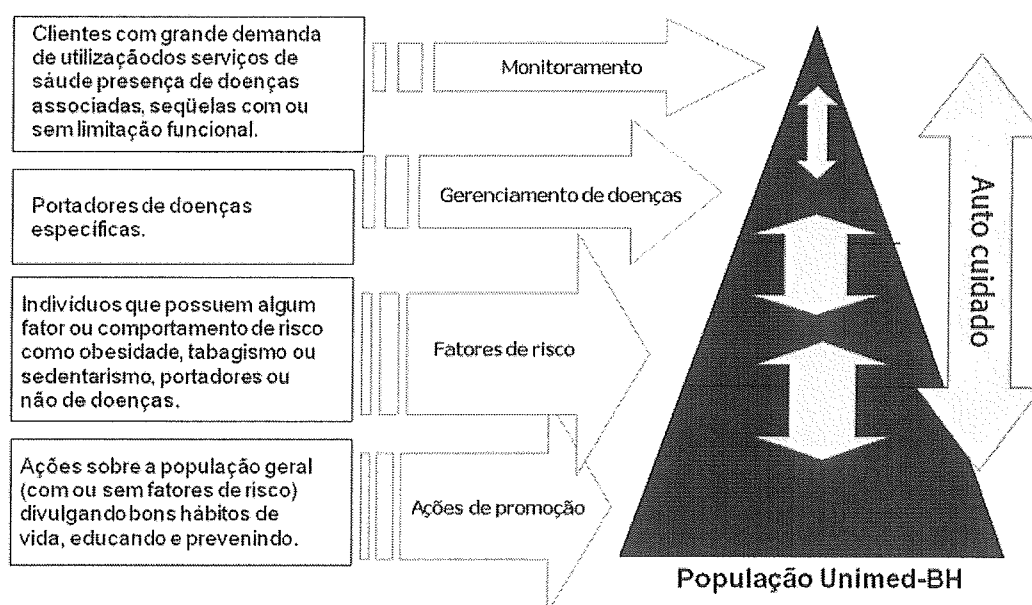 Clientes com grande demanda
de utilizaçãodos serviços de
sáude presença de doenças
associadas, seqüelas com ou
sem limitação funcional.
Monitoramento
Portadores de doenças
específicas.
Gerenciamento de doenças
Indivíduos que possuem algum
fator ou comportamento de risco
como obesidade, tabagismo ou
sedentarismo, portadores ou
não de doenças.
Fatores de risco
Ações sobre a população geral
(com ou sem fatores de risco)
divulgando bons hábitos de
vida, educando e prevenindo.
Ações de promoção
Auto cuidado
População Unimed-BH